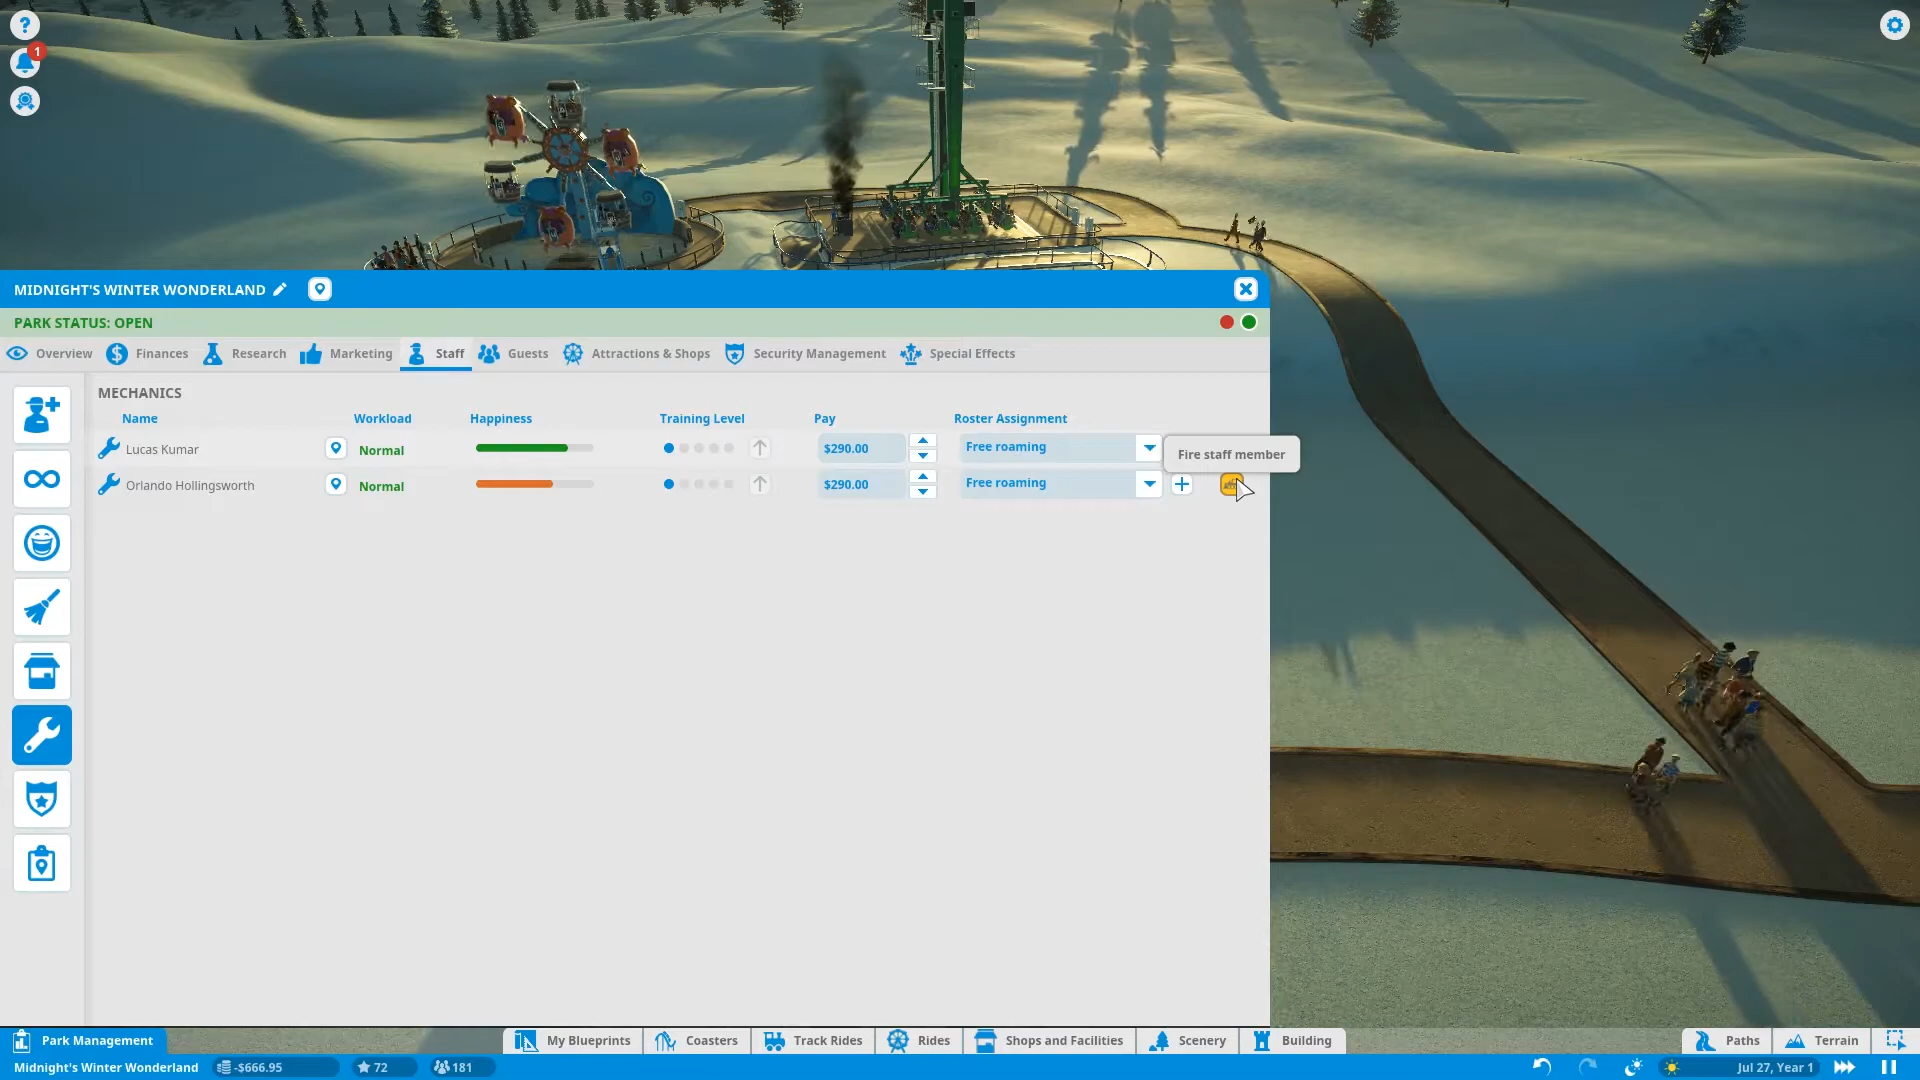 ?
1
MIDNIGHT'S WINTER WONDERLAND
PARK STATUS: OPEN
Overview Finances Research Marketing Staff Guests Attractions & Shops Security Management Special Effects
MECHANICS
Name Workload Happiness Training Level Pay Roster Assignment
Lucas Kumar Normal $290.00 Free roaming
Fire staff member
Orlando Hollingsworth Normal $290.00 Free roaming
Park Management My Blueprints Coasters Track Rides Rides Shops and Facilities Scenery Building Paths Terrain
Midnight's Winter Wonderland -$666.95 72 181 Jul 27, Year 1